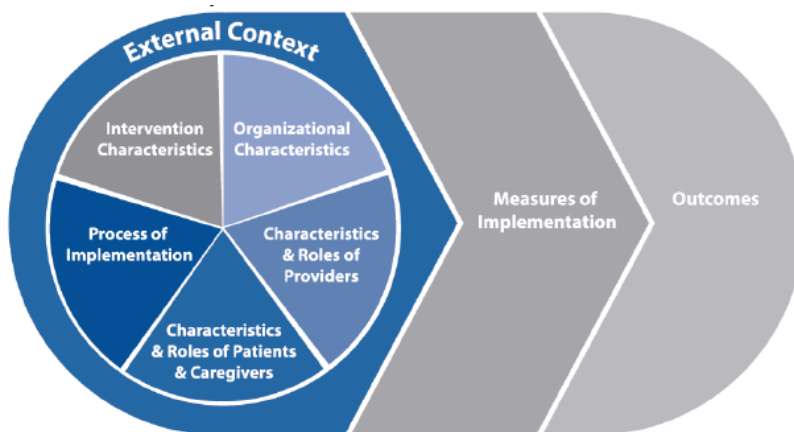 External Context
Intervention
Characteristics
Organizational
Characteristics
Process of
Implementation
Characteristics
& Roles of
Providers
Characteristics
& Roles of Patients
& Caregivers
Measures of
Implementation
Outcomes